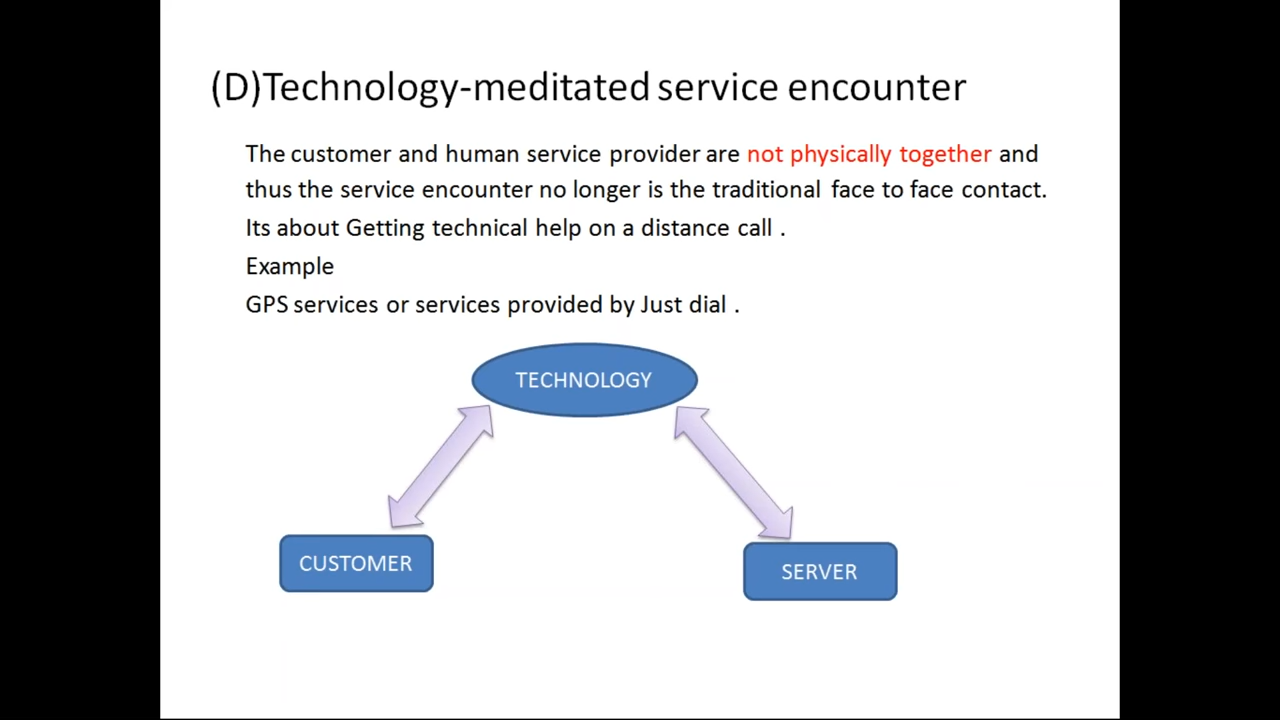 (D)Technology-meditated service encounter
The customer and human service provider are not physically together and
thus the service encounter no longer is the traditional face to face contact.
Its about Getting technical help on a distance call .
Example
GPS services or services provided by Just dial .
TECHNOLOGY
CUSTOMER
SERVER